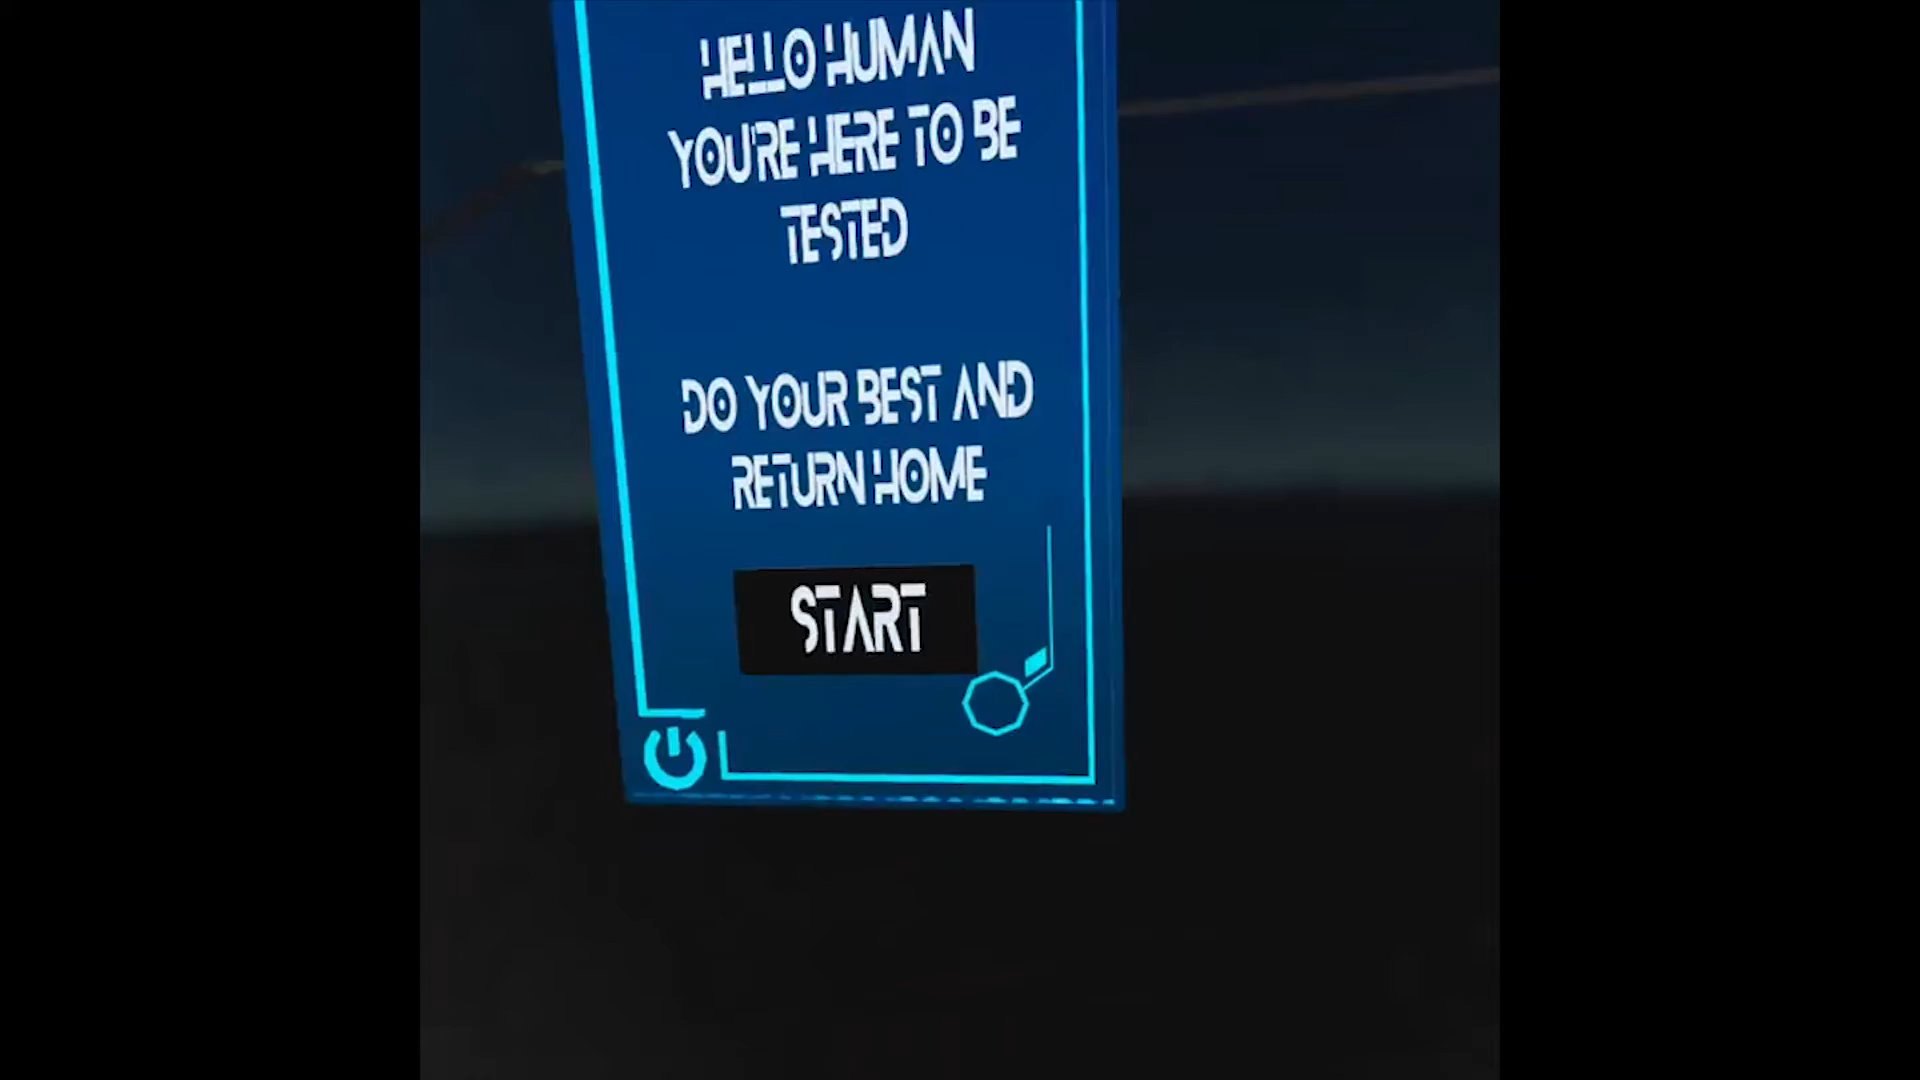 HELLO HUMAN
YOU'RE HERE TO BE
TESTED
DO YOUR BEST AND
RETURN HOME
START